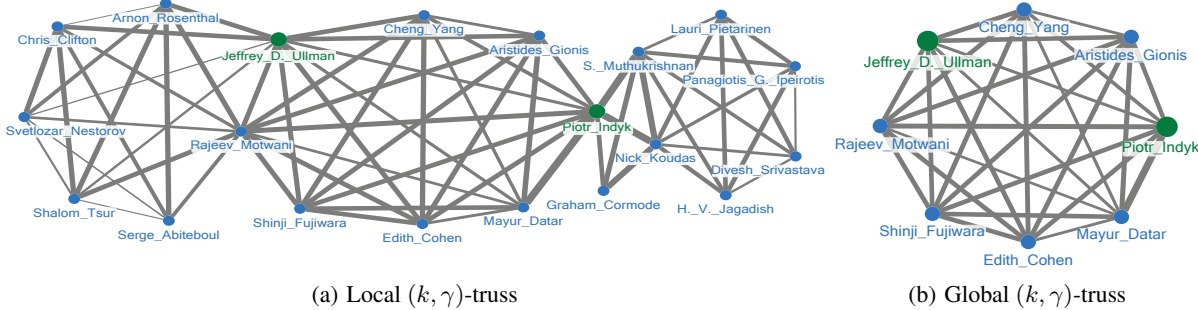 Arnon_Rosenthal
Chris_Clifton
Jeffrey_D._Ullman
Cheng_Yang
Aristides_Gionis
Lauri_Pietarinen
S._Muthukrishnan
Panagiotis_G._Ipeirotis
Svetlozar_Nestorov
Rajeev_Motwani
Piotr_Indyk
Nick_Koudas
Divesh_Srivastava
Shalom_Tsur
Serge_Abiteboul
Shinji_Fujiwara
Edith_Cohen
Mayur_Datar
Graham_Cormode
H._V._Jagadish
(a) Local (k, γ)-truss
Cheng_Yang
Jeffrey_D._Ullman
Aristides_Gionis
Rajeev_Motwani
Piotr_Indyk
Shinji_Fujiwara
Mayur_Datar
Edith_Cohen
(b) Global (k, γ)-truss